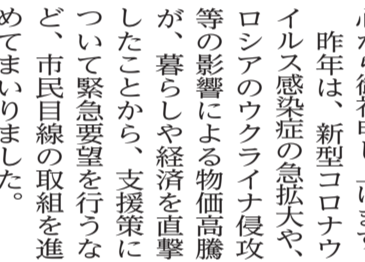 昨年は、新型コロナウ
イルス感染症の急拡大や、
ロシアのウクライナ侵攻
等の影響による物価高騰
が、暮らしや経済を直撃
したことから、支援策に
ついて緊急要望を行うな
ど、市民目線の取組を進
めてまいりました。